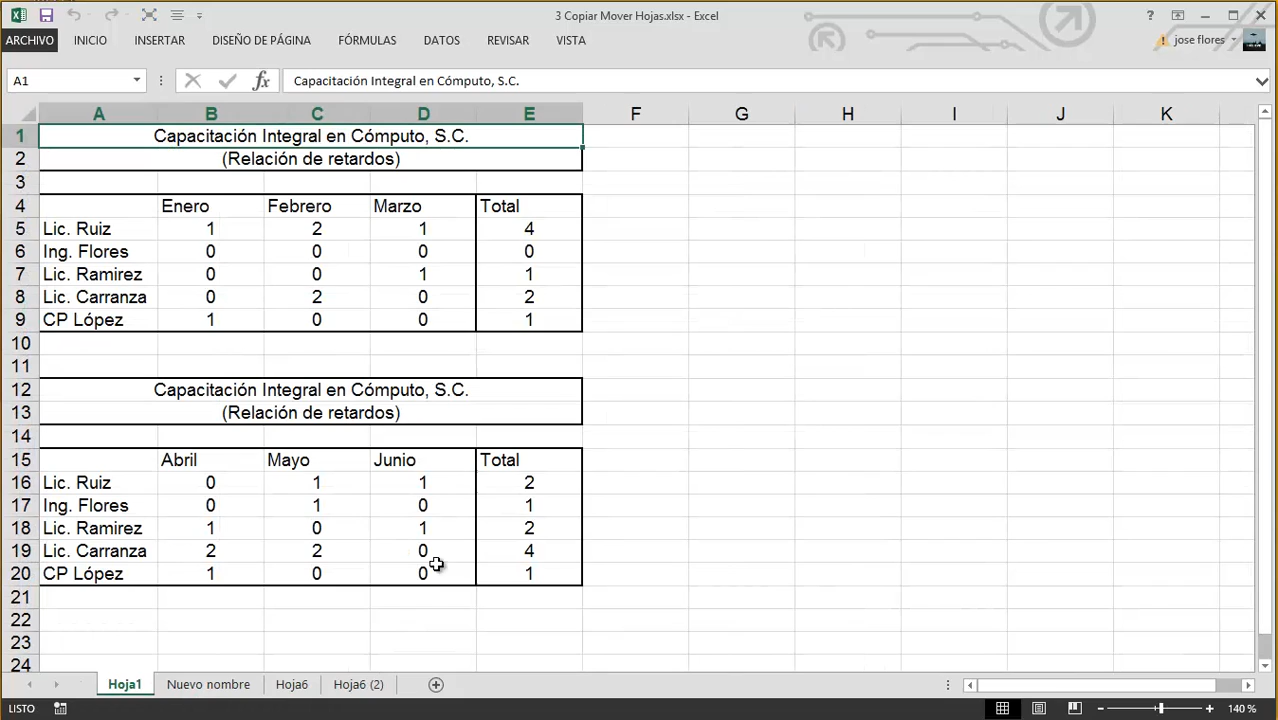 3 Copiar Mover Hojas.xlsx - Excel
?
ARCHIVO INICIO INSERTAR DISEÑO DE PÁGINA FÓRMULAS DATOS REVISAR VISTA jose flores
A1 fx Capacitación Integral en Cómputo, S.C.
A B C D E F G H I J K
1 Capacitación Integral en Cómputo, S.C.
2 (Relación de retardos)
3
4 Enero Febrero Marzo Total
5 Lic. Ruiz 1 2 1 4
6 Ing. Flores 0 0 0 0
7 Lic. Ramirez 0 0 1 1
8 Lic. Carranza 0 2 0 2
9 CP López 1 0 0 1
10
11
12 Capacitación Integral en Cómputo, S.C.
13 (Relación de retardos)
14
15 Abril Mayo Junio Total
16 Lic. Ruiz 0 1 1 2
17 Ing. Flores 0 1 0 1
18 Lic. Ramirez 1 0 1 2
19 Lic. Carranza 2 2 0 4
20 CP López 1 0 0 1
21
22
23
24
Hoja1 Nuevo nombre Hoja6 Hoja6 (2)
LISTO 140 %